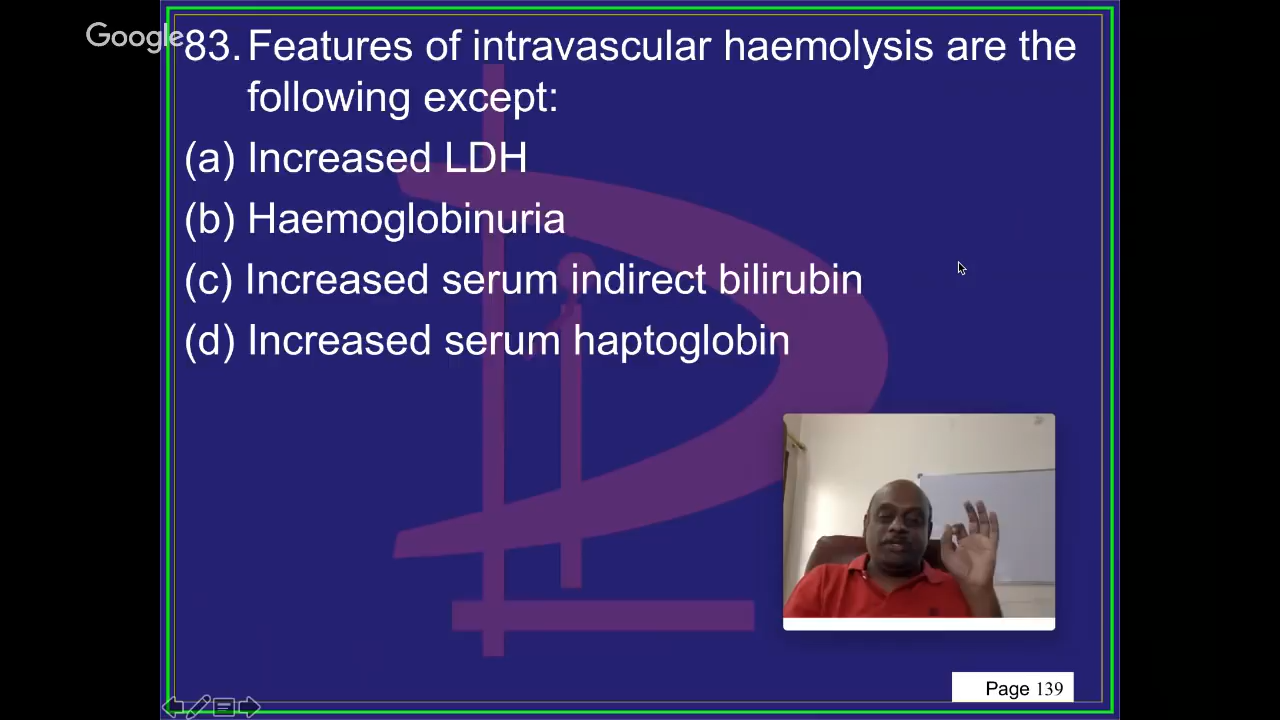 Google
83. Features of intravascular haemolysis are the
following except:
(a) Increased LDH
(b) Haemoglobinuria
(c) Increased serum indirect bilirubin
(d) Increased serum haptoglobin
Page 139